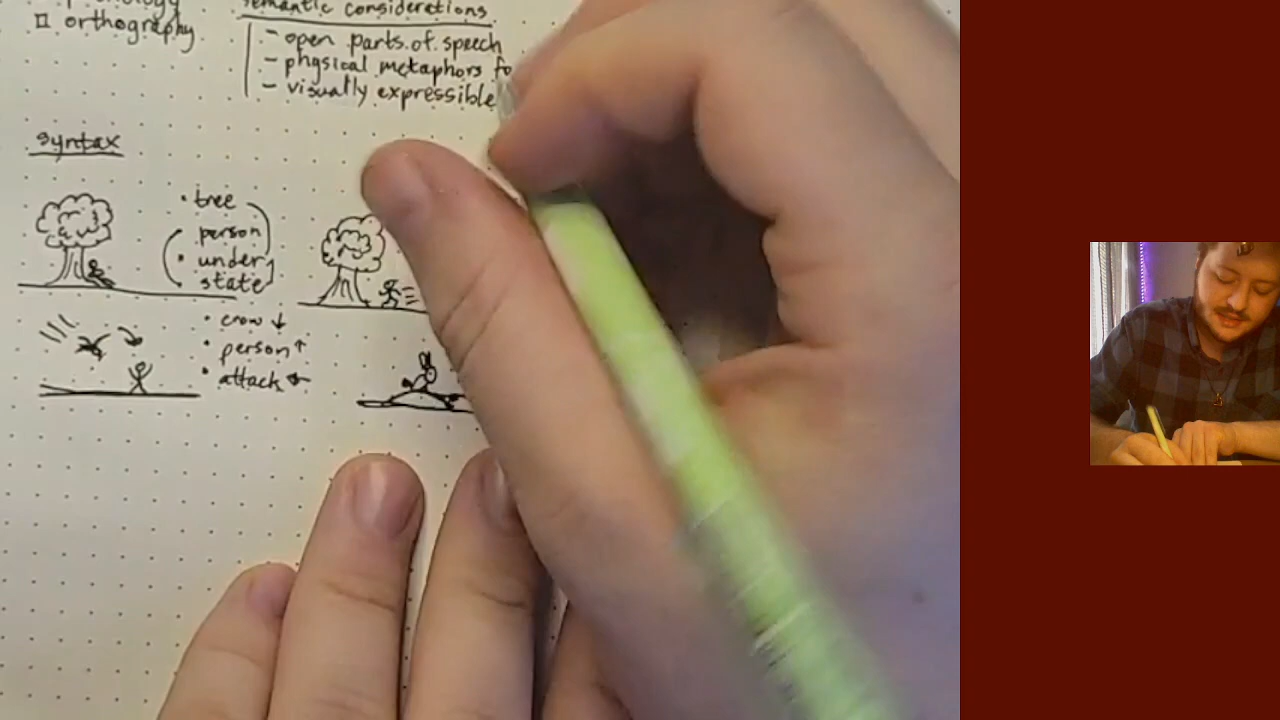 orthography
semantic considerations
- open parts of speech
- physical metaphors fo
- visually expressible
syntax
• tree
person
• under
state
• crow ↓
• person ↑
• attack